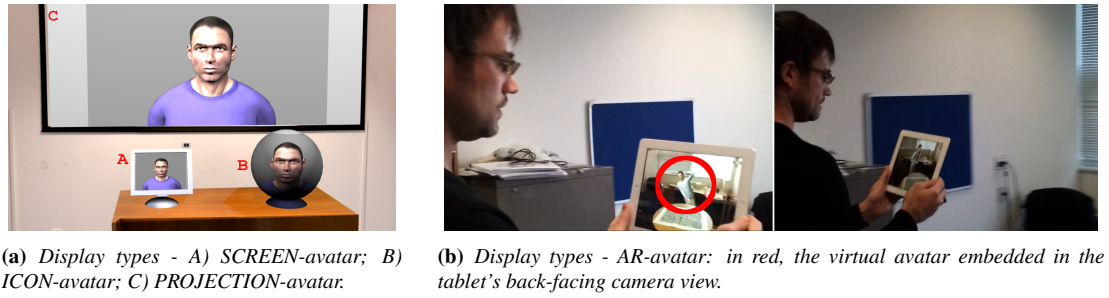 C
A
B
(a) Display types - A) SCREEN-avatar; B)
ICON-avatar; C) PROJECTION-avatar.
(b) Display types - AR-avatar: in red, the virtual avatar embedded in the
tablet's back-facing camera view.